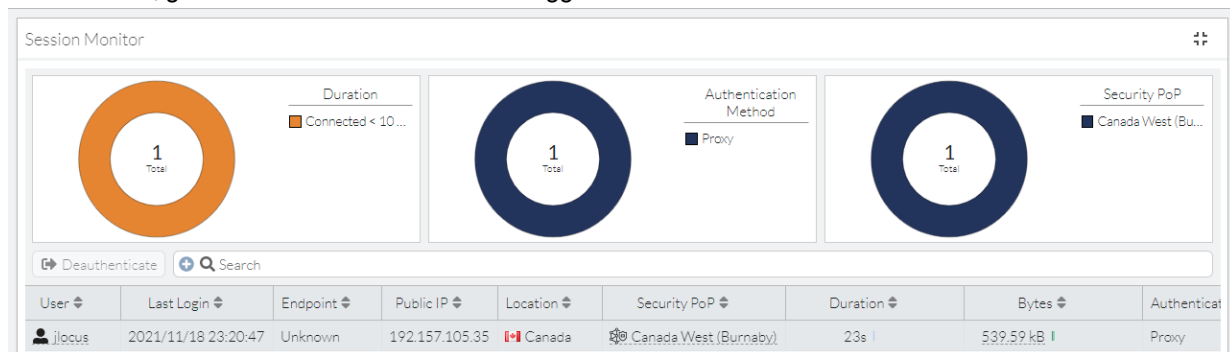 Session Monitor
Duration
Connected < 10 ...
1
Total
Authentication
Method
Proxy
1
Total
Security PoP
Canada West (Bu...
1
Total
Deauthenticate Search
User Last Login Endpoint Public IP Location Security PoP Duration Bytes Authenticat
jlocus 2021/11/18 23:20:47 Unknown 192.157.105.35 Canada Canada West (Burnaby) 23s 539.59 kB Proxy